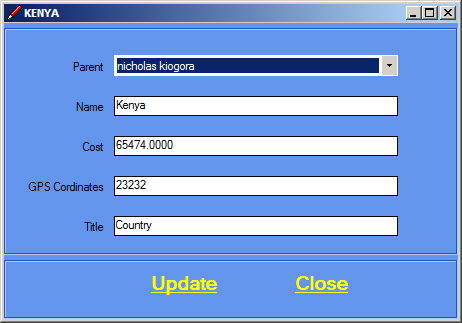 KENYA
Parent nicholas kiogora
Name Kenya
Cost 65474.0000
GPS Cordinates 23232
Title Country
Update Close